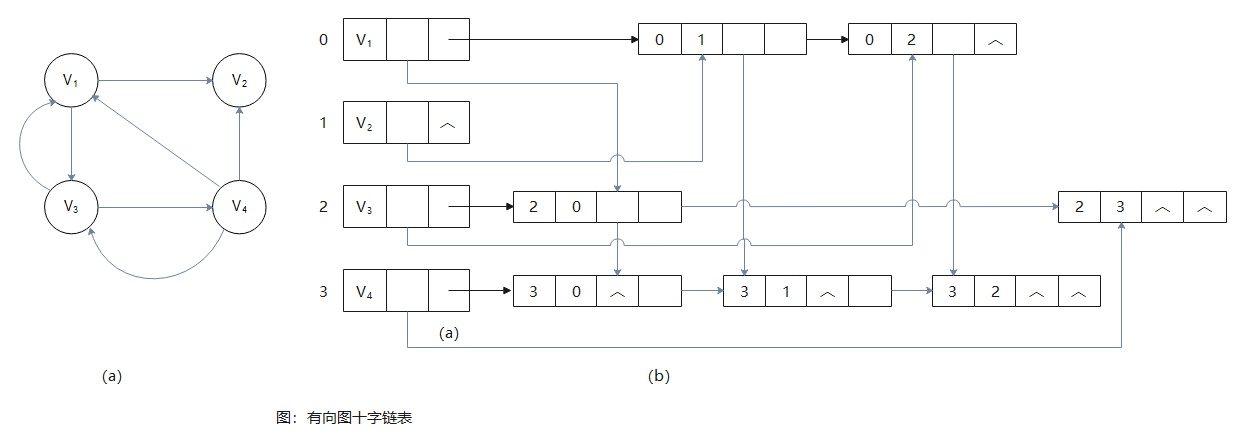 V₁ V₂
V₃ V₄
0 V₁ 0 1 0 2 ︿
1 V₂ ︿
2 V₃ 2 0 2 3 ︿ ︿
3 V₄ 3 0 ︿ 3 1 ︿ 3 2 ︿ ︿
(a)
(a) (b)
图：有向图十字链表